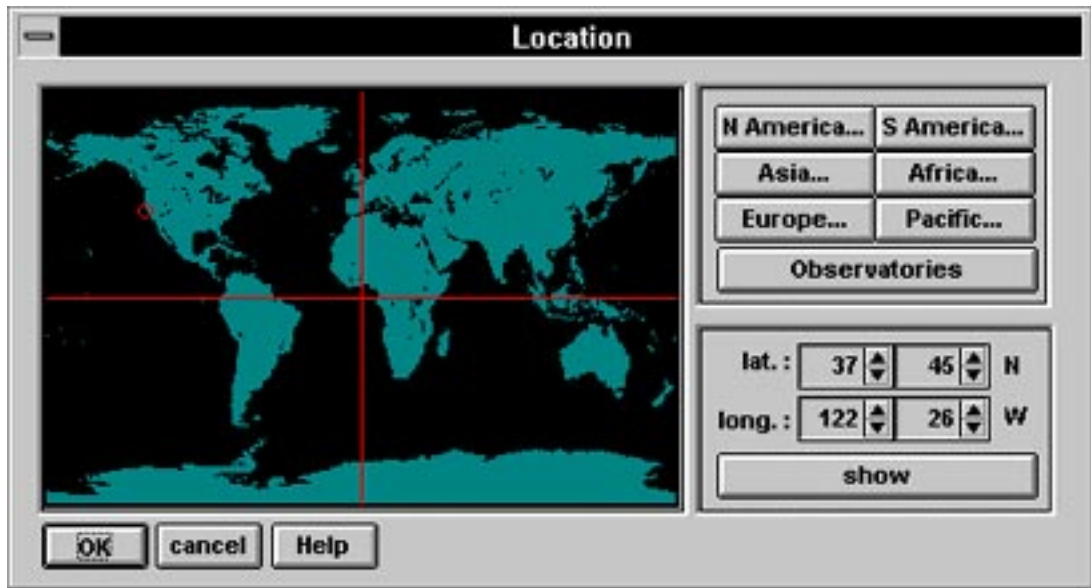 Location
N America... S America...
Asia... Africa...
Europe... Pacific...
Observatories
lat. : 37 45 N
long. : 122 26 W
show
OK cancel Help